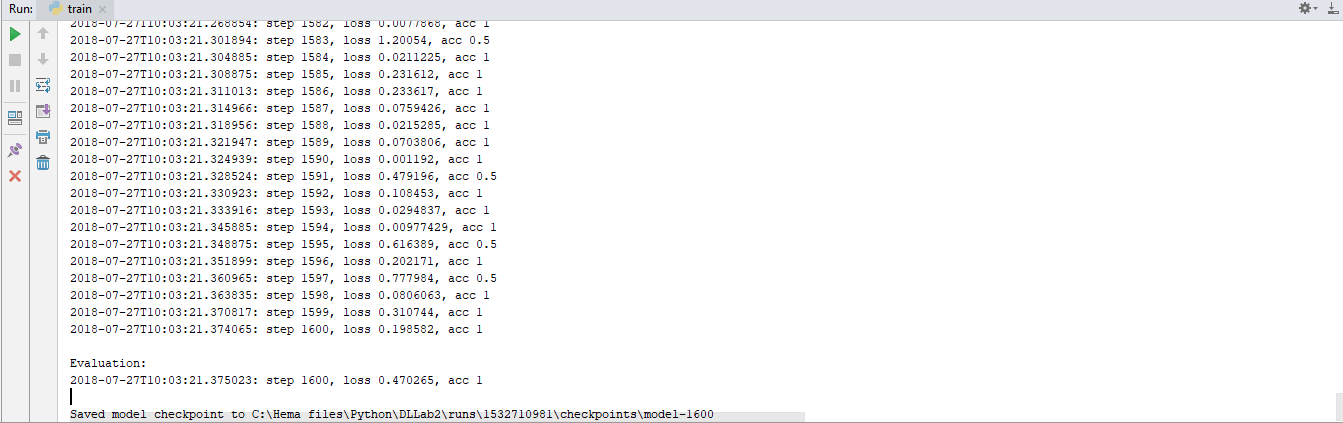 Run: train
2018-07-27T10:03:21.268854: step 1582, loss 0.0077868, acc 1
2018-07-27T10:03:21.301894: step 1583, loss 1.20054, acc 0.5
2018-07-27T10:03:21.304885: step 1584, loss 0.0211225, acc 1
2018-07-27T10:03:21.308875: step 1585, loss 0.231612, acc 1
2018-07-27T10:03:21.311013: step 1586, loss 0.233617, acc 1
2018-07-27T10:03:21.314966: step 1587, loss 0.0759426, acc 1
2018-07-27T10:03:21.318956: step 1588, loss 0.0215285, acc 1
2018-07-27T10:03:21.321947: step 1589, loss 0.0703806, acc 1
2018-07-27T10:03:21.324939: step 1590, loss 0.001192, acc 1
2018-07-27T10:03:21.328524: step 1591, loss 0.479196, acc 0.5
2018-07-27T10:03:21.330923: step 1592, loss 0.108453, acc 1
2018-07-27T10:03:21.333916: step 1593, loss 0.0294837, acc 1
2018-07-27T10:03:21.345885: step 1594, loss 0.00977429, acc 1
2018-07-27T10:03:21.348875: step 1595, loss 0.616389, acc 0.5
2018-07-27T10:03:21.351899: step 1596, loss 0.202171, acc 1
2018-07-27T10:03:21.360965: step 1597, loss 0.777984, acc 0.5
2018-07-27T10:03:21.363835: step 1598, loss 0.0806063, acc 1
2018-07-27T10:03:21.370817: step 1599, loss 0.310744, acc 1
2018-07-27T10:03:21.374065: step 1600, loss 0.198582, acc 1
Evaluation:
2018-07-27T10:03:21.375023: step 1600, loss 0.470265, acc 1
Saved model checkpoint to C:\Hema files\Python\DLLab2\runs\1532710981\checkpoints\model-1600